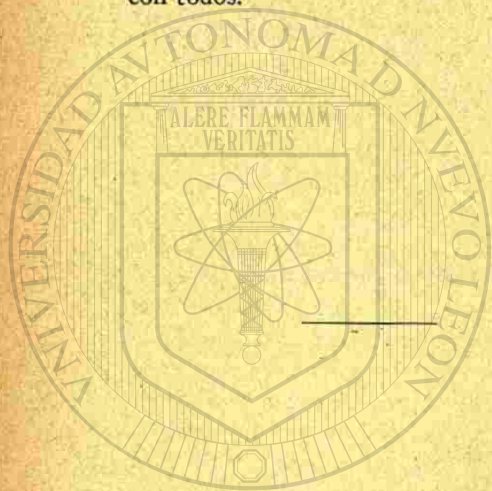 con todos.
VNIVERSIDAD AVTONOMA D NVEVO LEON
ALERE FLAMMAM
VERITATIS